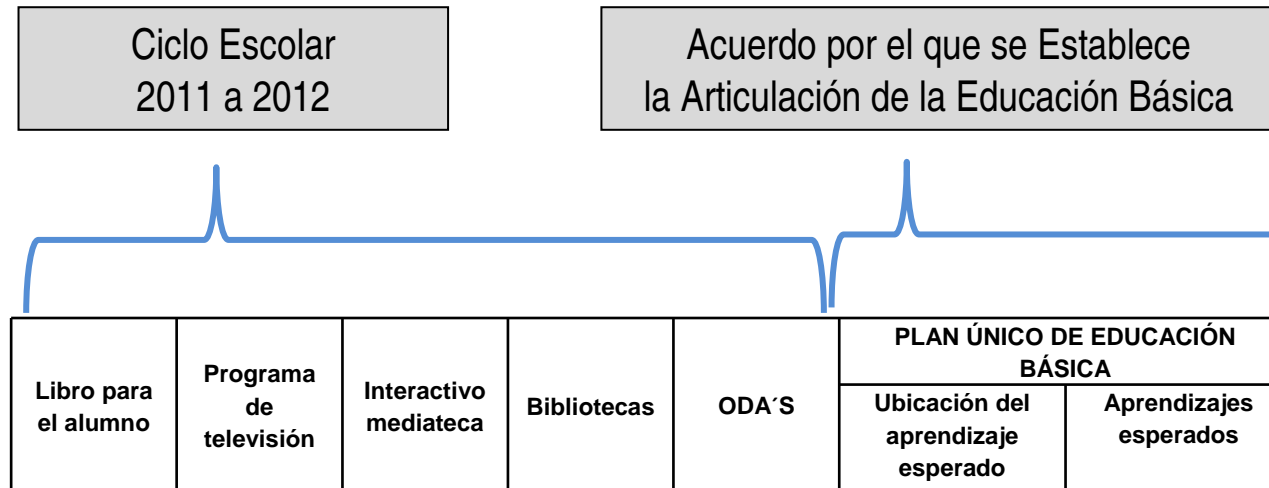 Ciclo Escolar
2011 a 2012
Acuerdo por el que se Establece
la Articulación de la Educación Básica
Libro para
el alumno
Programa
de
televisión
Interactivo
mediateca
Bibliotecas
ODA´S
PLAN ÚNICO DE EDUCACIÓN
BÁSICA
Ubicación del
aprendizaje
esperado
Aprendizajes
esperados